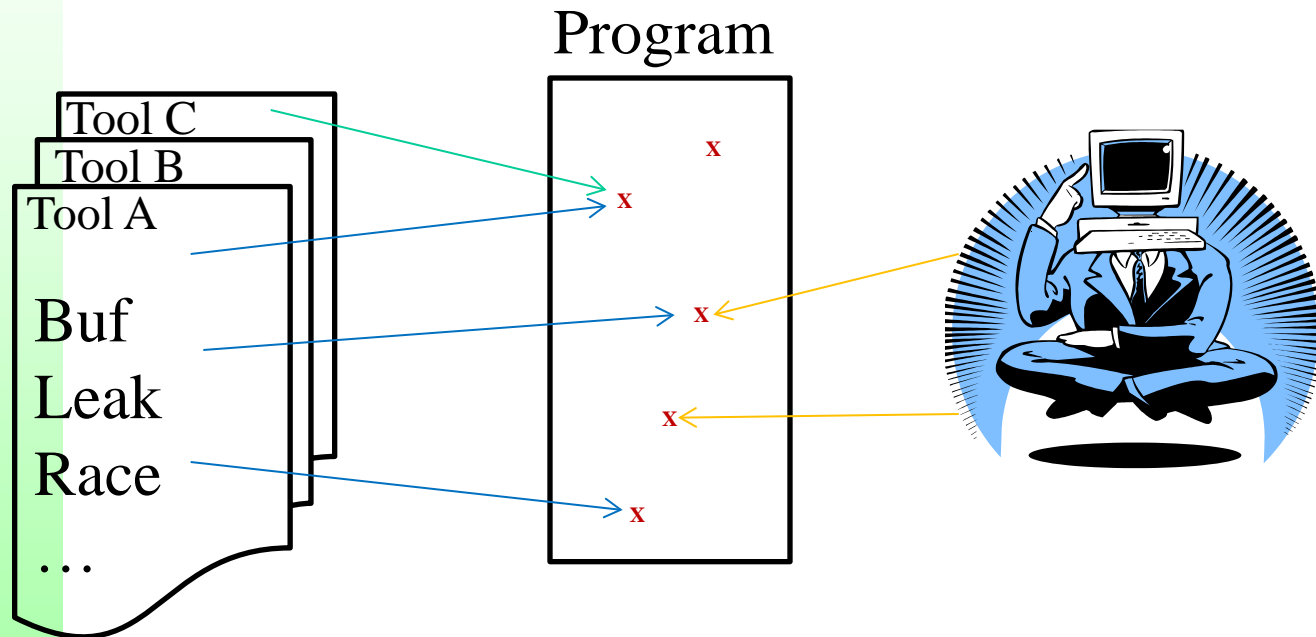 Program
Tool C
Tool B
Tool A
Buf
Leak
Race
…
x
x
x
x
x